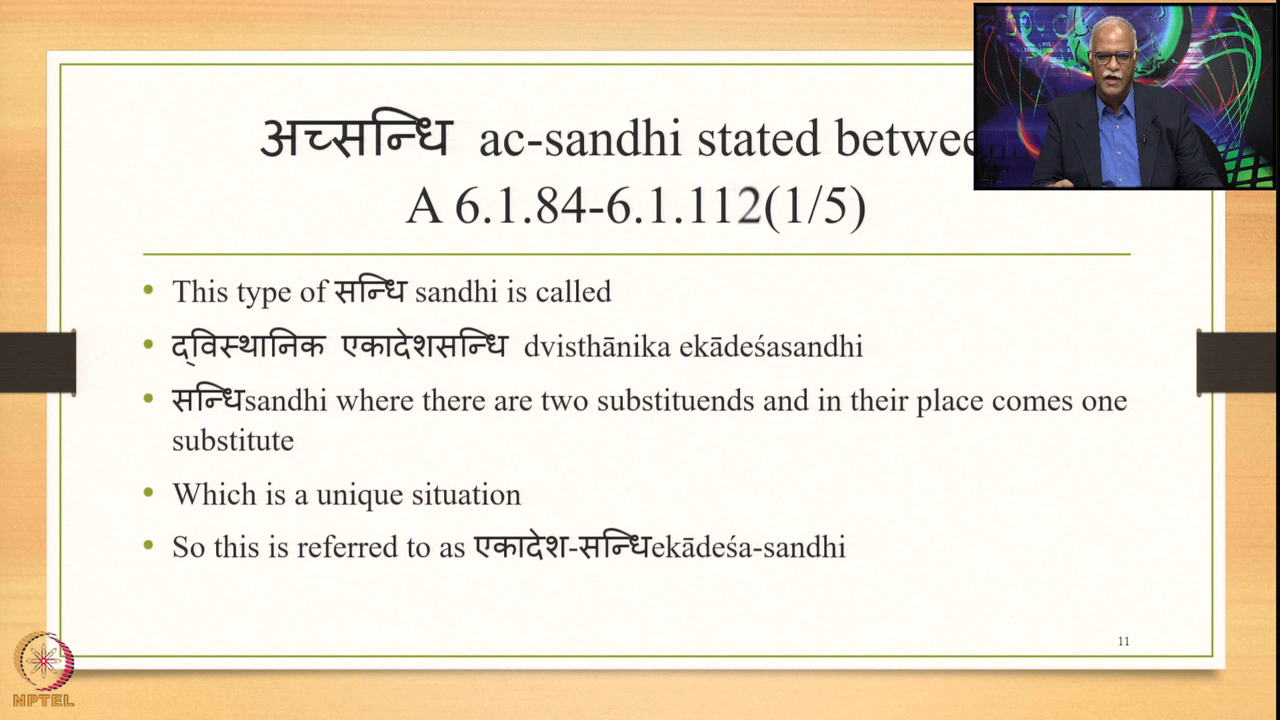 अच्सन्धि ac-sandhi stated
A 6.1.84-6.1.112(1/5)
• This type of सन्धि sandhi is called
• द्विस्थानिक एकादेशसन्धि dvisthānika ekādeśasandhi
• सन्धिsandhi where there are two substituends and in their place comes one
substitute
• Which is a unique situation
• So this is referred to as एकादेश-सन्धिekādeśa-sandhi
11
NPTEL